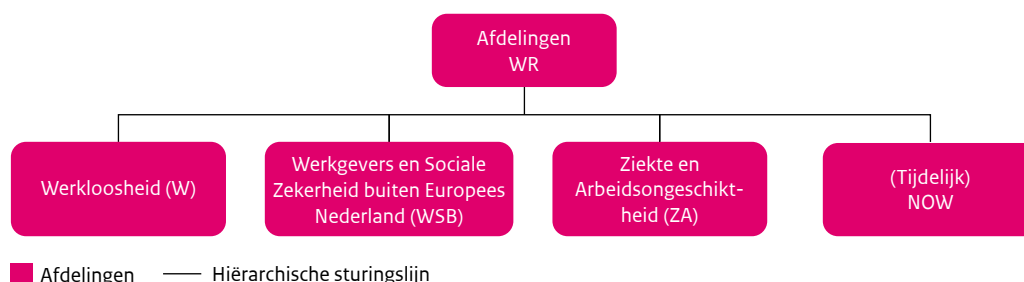 Afdelingen
WR
Werkloosheid (W)
Werkgevers en Sociale
Zekerheid buiten Europees
Nederland (WSB)
Ziekte en
Arbeidsongeschikt-
heid (ZA)
(Tijdelijk)
NOW
Afdelingen
Hiërarchische sturingslijn